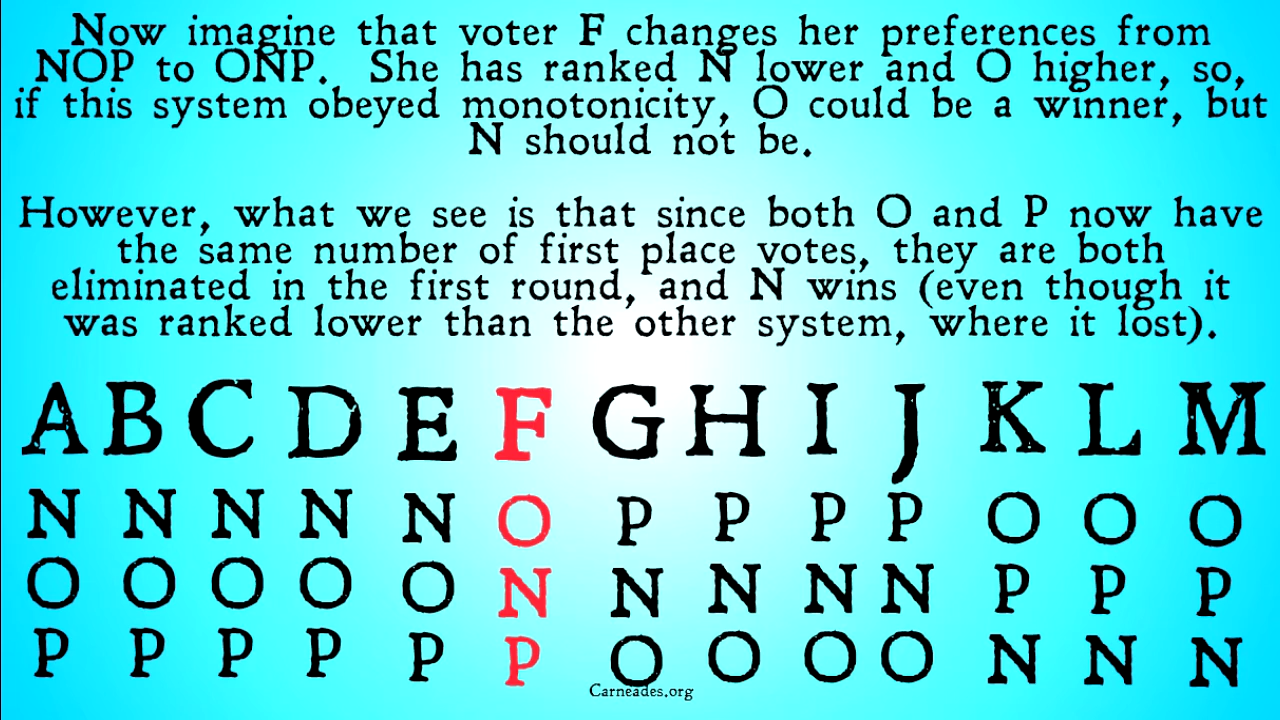 Now imagine that voter F changes her preferences from
NOP to ONP. She has ranked N lower and O higher, so,
if this system obeyed monotonicity, O could be a winner, but
N should not be.
However, what we see is that since both O and P now have
the same number of first place votes, they are both
eliminated in the first round, and N wins (even though it
was ranked lower than the other system, where it lost).
A B C D E F G H I J K L M
N N N N N O P P P P O O O
O O O O O N N N N N P P P
P P P P P P O O O O N N N
Carneades.org